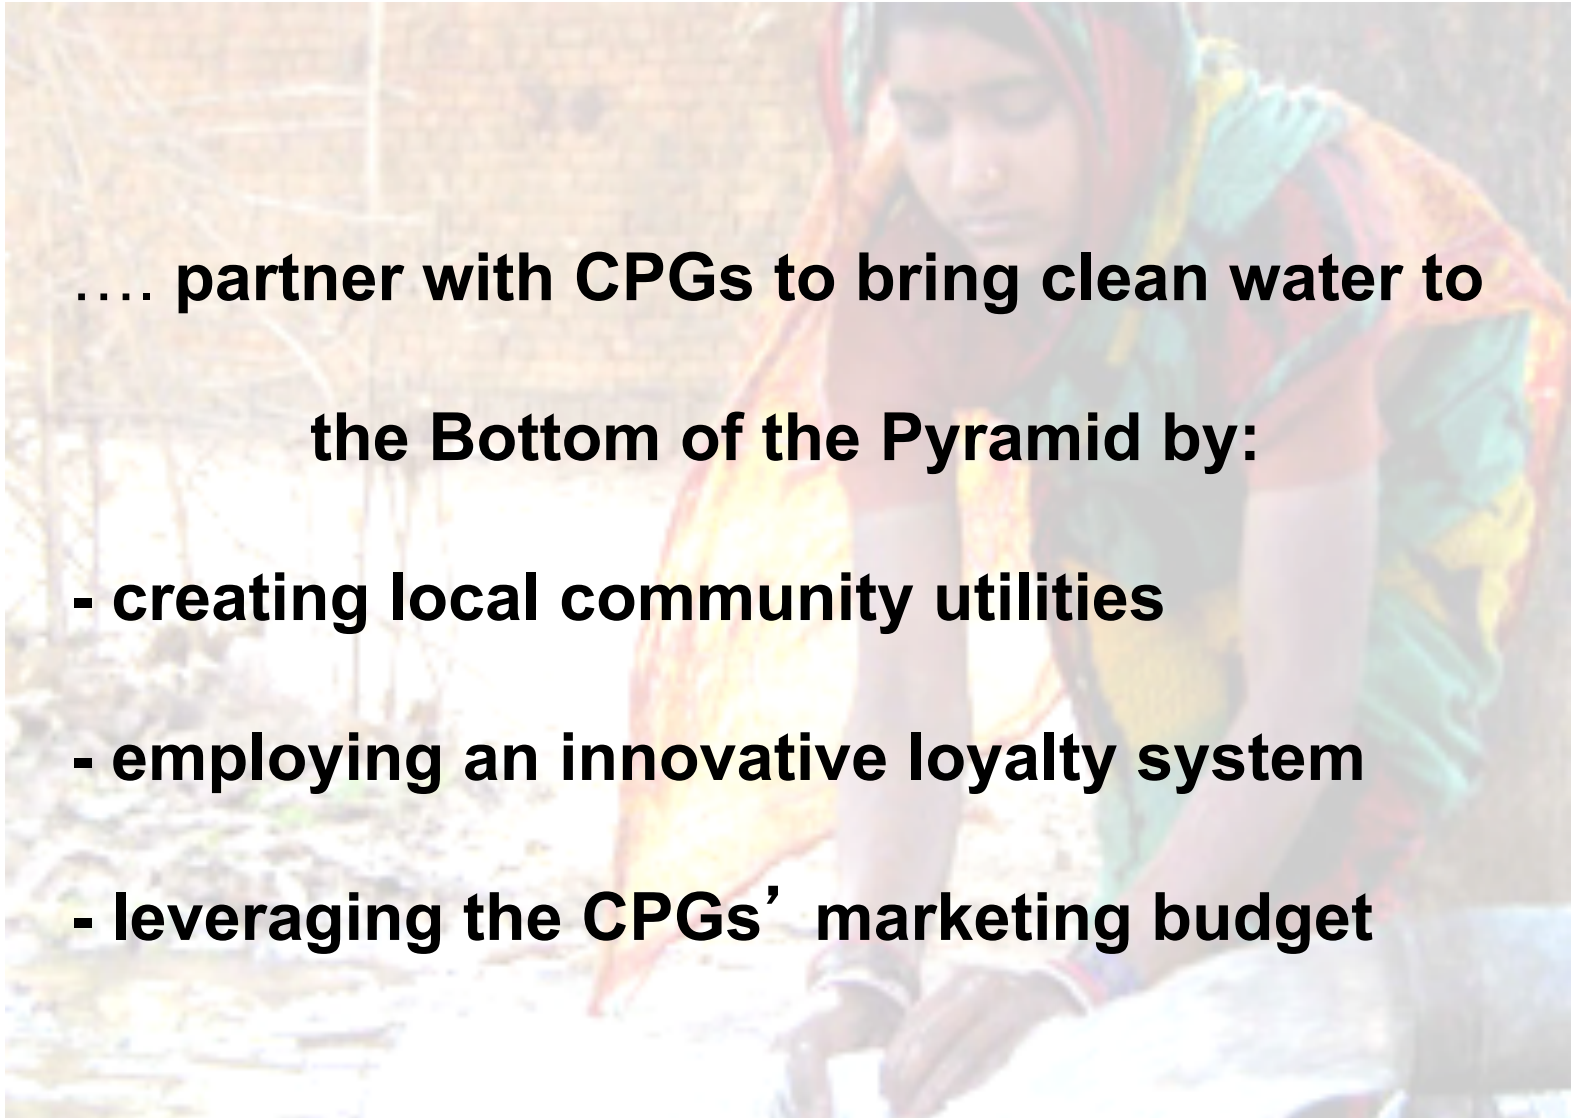 …. partner with CPGs to bring clean water to
the Bottom of the Pyramid by:
- creating local community utilities
- employing an innovative loyalty system
- leveraging the CPGs’ marketing budget